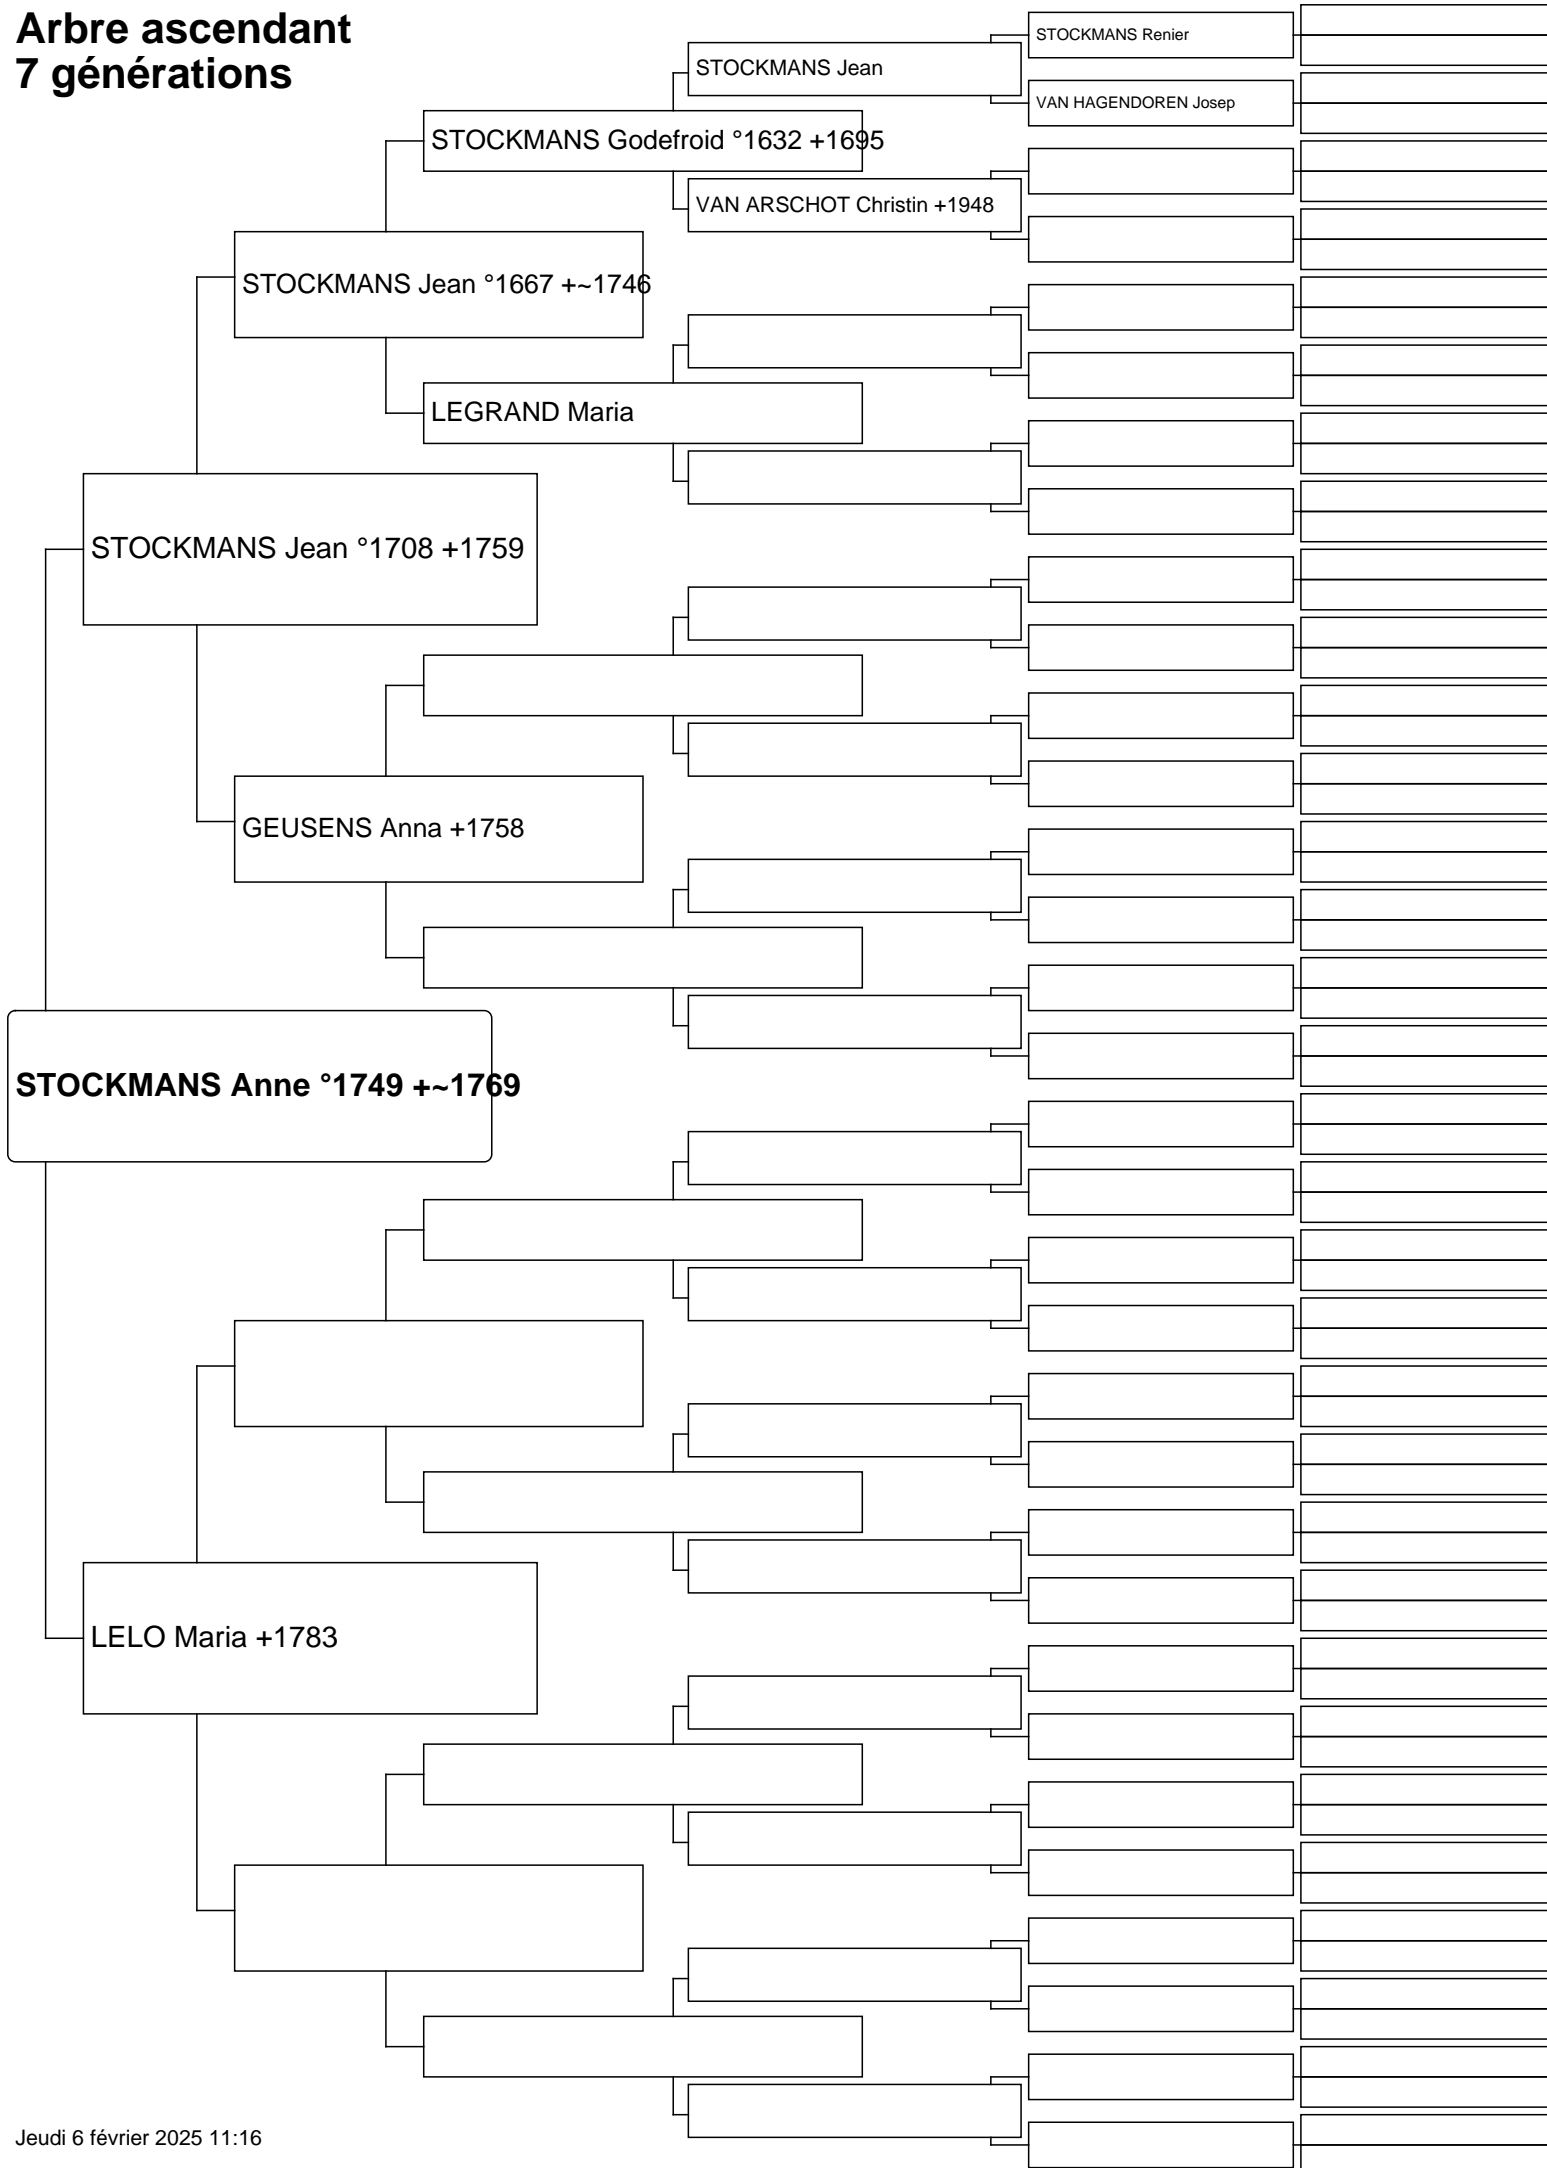 Arbre ascendant
7 générations
STOCKMANS Renier
STOCKMANS Jean
VAN HAGENDOREN Josep
STOCKMANS Godefroid °1632 +1695
VAN ARSCHOT Christin +1948
STOCKMANS Jean °1667 +~1746
LEGRAND Maria
STOCKMANS Jean °1708 +1759
GEUSENS Anna +1758
STOCKMANS Anne °1749 +~1769
LELO Maria +1783
Jeudi 6 février 2025 11:16